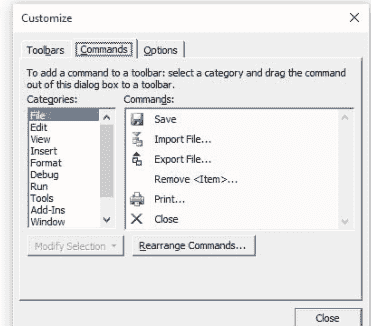 Customize
Toolbars Commands Options
To add a command to a toolbar: select a category and drag the command
out of this dialog box to a toolbar.
Categories:
File
Edit
View
Insert
Format
Debug
Run
Tools
Add-Ins
Window
Commands:
Save
Import File...
Export File...
Remove <Item>...
Print...
Close
Modify Selection
Rearrange Commands...
Close